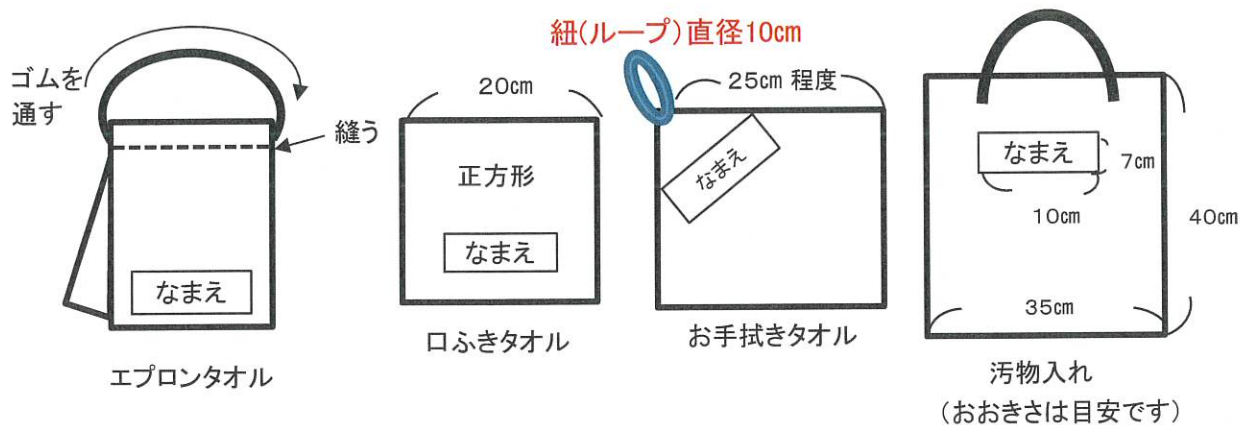 ゴムを
通す
縫う
なまえ
エプロンタオル
20cm
正方形
なまえ
口ふきタオル
紐(ループ)直径10cm
25cm 程度
なまえ
お手拭きタオル
なまえ
7cm
10cm
40cm
35cm
汚物入れ
(おおきさは目安です)